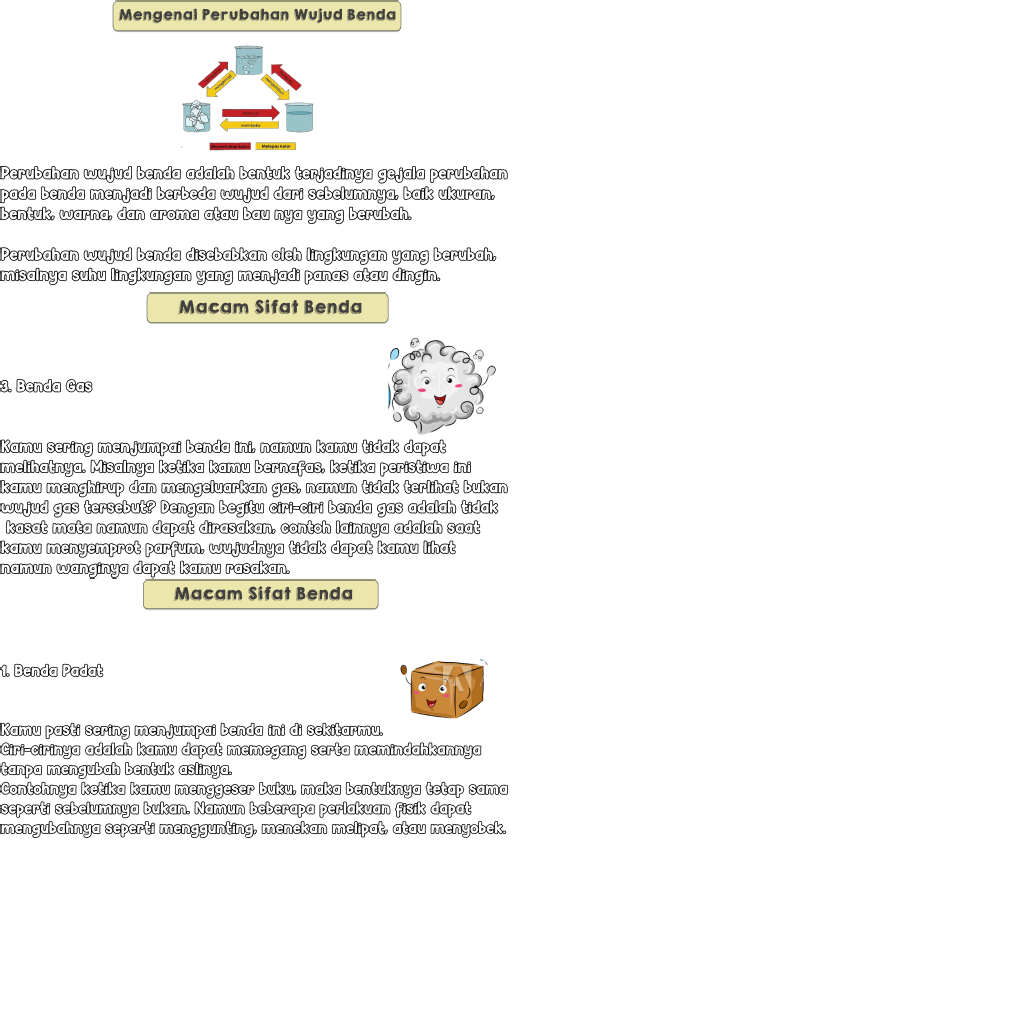 Mengenal Perubahan Wujud Benda
membeku
Melepas kalor
Perubahan wujud benda adalah bentuk terjadinya gejala perubahan
pada benda menjadi berbeda wujud dari sebelumnya, baik ukuran,
bentuk, warna, dan aroma atau bau nya yang berubah.
Perubahan wujud benda disebabkan oleh lingkungan yang berubah,
misalnya suhu lingkungan yang menjadi panas atau dingin.
Macam Sifat Benda
3. Benda Gas
Kamu sering menjumpai benda ini, namun kamu tidak dapat
melihatnya. Misalnya ketika kamu bernafas, ketika peristiwa ini
kamu menghirup dan mengeluarkan gas, namun tidak terlihat bukan
wujud gas tersebut? Dengan begitu ciri-ciri benda gas adalah tidak
kasat mata namun dapat dirasakan, contoh lainnya adalah saat
kamu menyemprot parfum, wujudnya tidak dapat kamu lihat
namun wanginya dapat kamu rasakan.
Macam Sifat Benda
1. Benda Padat
Kamu pasti sering menjumpai benda ini di sekitarmu.
Ciri-cirinya adalah kamu dapat memegang serta memindahkannya
tanpa mengubah bentuk aslinya.
Contohnya ketika kamu menggeser buku, maka bentuknya tetap sama
seperti sebelumnya bukan. Namun beberapa perlakuan fisik dapat
mengubahnya seperti menggunting, menekan melipat, atau menyobek.